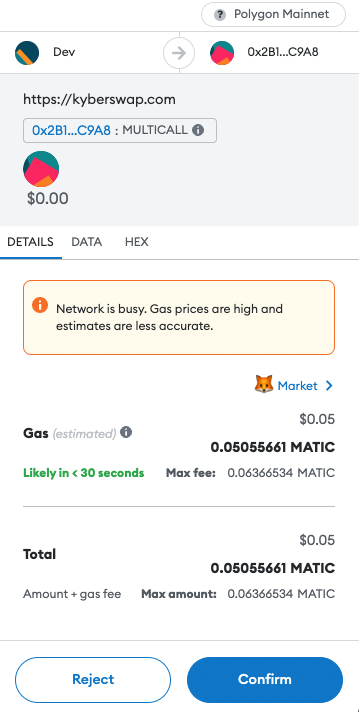 Polygon Mainnet
Dev
0x2B1...C9A8
https://kyberswap.com
0x2B1...C9A8 : MULTICALL
$0.00
DETAILS DATA HEX
Network is busy. Gas prices are high and
estimates are less accurate.
Market
$0.05
Gas (estimated)
0.05055661 MATIC
Likely in < 30 seconds Max fee: 0.06366534 MATIC
$0.05
Total
0.05055661 MATIC
Amount + gas fee Max amount: 0.06366534 MATIC
Reject Confirm